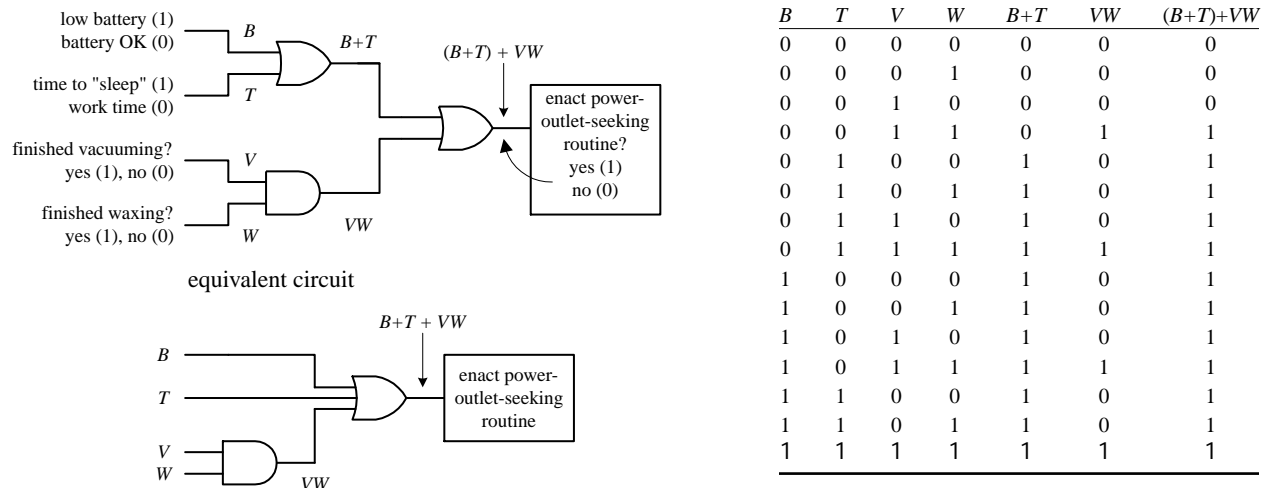 low battery (1)
battery OK (0)
B
B+T
time to "sleep" (1)
work time (0)
T
(B+T) + VW
enact power-
outlet-seeking
routine?
yes (1)
no (0)
finished vacuuming?
yes (1), no (0)
V
finished waxing?
yes (1), no (0)
W
VW
equivalent circuit
B+T + VW
B
T
V
W
VW
enact power-
outlet-seeking
routine
B T V W B+T VW (B+T)+VW
0 0 0 0 0 0 0
0 0 0 1 0 0 0
0 0 1 0 0 0 0
0 0 1 1 0 1 1
0 1 0 0 1 0 1
0 1 0 1 1 0 1
0 1 1 0 1 0 1
0 1 1 1 1 1 1
1 0 0 0 1 0 1
1 0 0 1 1 0 1
1 0 1 0 1 0 1
1 0 1 1 1 1 1
1 1 0 0 1 0 1
1 1 0 1 1 0 1
1 1 1 1 1 1 1